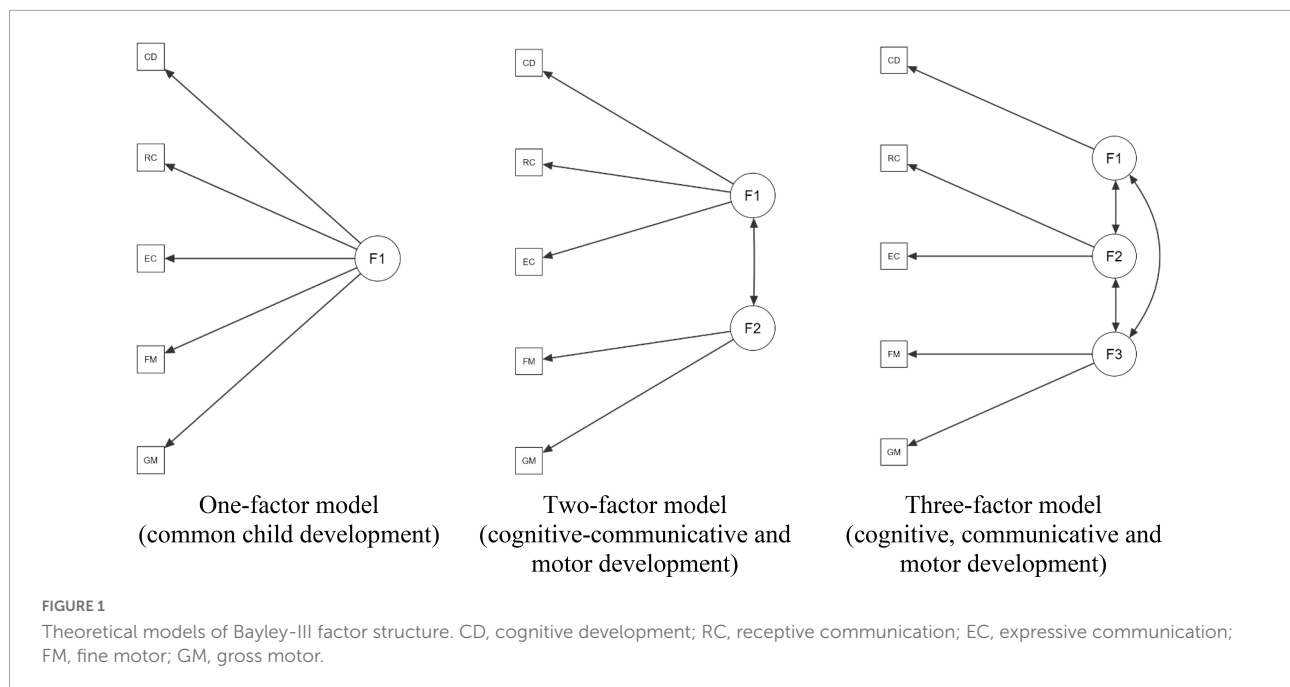 CD
RC
EC
FM
GM
F1
One-factor model
(common child development)
CD
RC
EC
FM
GM
F1
F2
Two-factor model
(cognitive-communicative and
motor development)
CD
RC
EC
FM
GM
F1
F2
F3
Three-factor model
(cognitive, communicative and
motor development)
FIGURE 1
Theoretical models of Bayley-III factor structure. CD, cognitive development; RC, receptive communication; EC, expressive communication;
FM, fine motor; GM, gross motor.